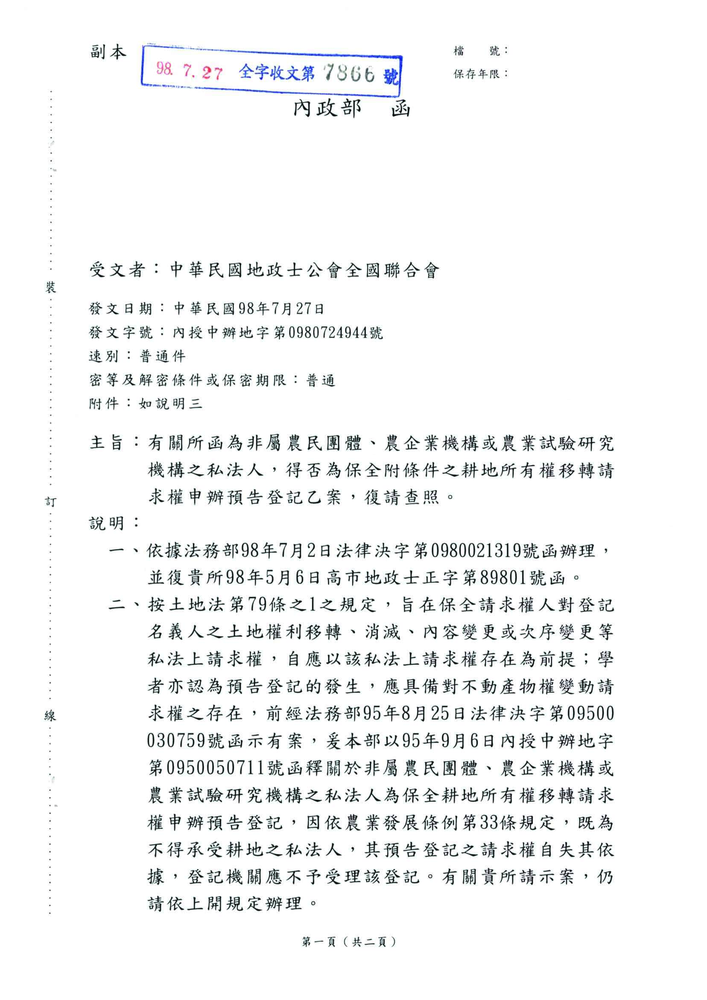 副本
檔　　號：
98. 7. 27 全字收文第 7866 號
保存年限：
內政部　函
受文者：中華民國地政士公會全國聯合會
發文日期：中華民國98年7月27日
發文字號：內授中辦地字第0980724944號
速別：普通件
密等及解密條件或保密期限：普通
附件：如說明三
主旨：有關所函為非屬農民團體、農企業機構或農業試驗研究
機構之私法人，得否為保全附條件之耕地所有權移轉請
求權申辦預告登記乙案，復請查照。
說明：
一、依據法務部98年7月2日法律決字第0980021319號函辦理，
並復貴所98年5月6日高市地政士正字第89801號函。
二、按土地法第79條之1之規定，旨在保全請求權人對登記
名義人之土地權利移轉、消滅、內容變更或次序變更等
私法上請求權，自應以該私法上請求權存在為前提；學
者亦認為預告登記的發生，應具備對不動產物權變動請
求權之存在，前經法務部95年8月25日法律決字第09500
030759號函示有案，爰本部以95年9月6日內授中辦地字
第0950050711號函釋關於非屬農民團體、農企業機構或
農業試驗研究機構之私法人為保全耕地所有權移轉請求
權申辦預告登記，因依農業發展條例第33條規定，既為
不得承受耕地之私法人，其預告登記之請求權自失其依
據，登記機關應不予受理該登記。有關貴所請示案，仍
請依上開規定辦理。
裝
訂
線
第一頁（共二頁）